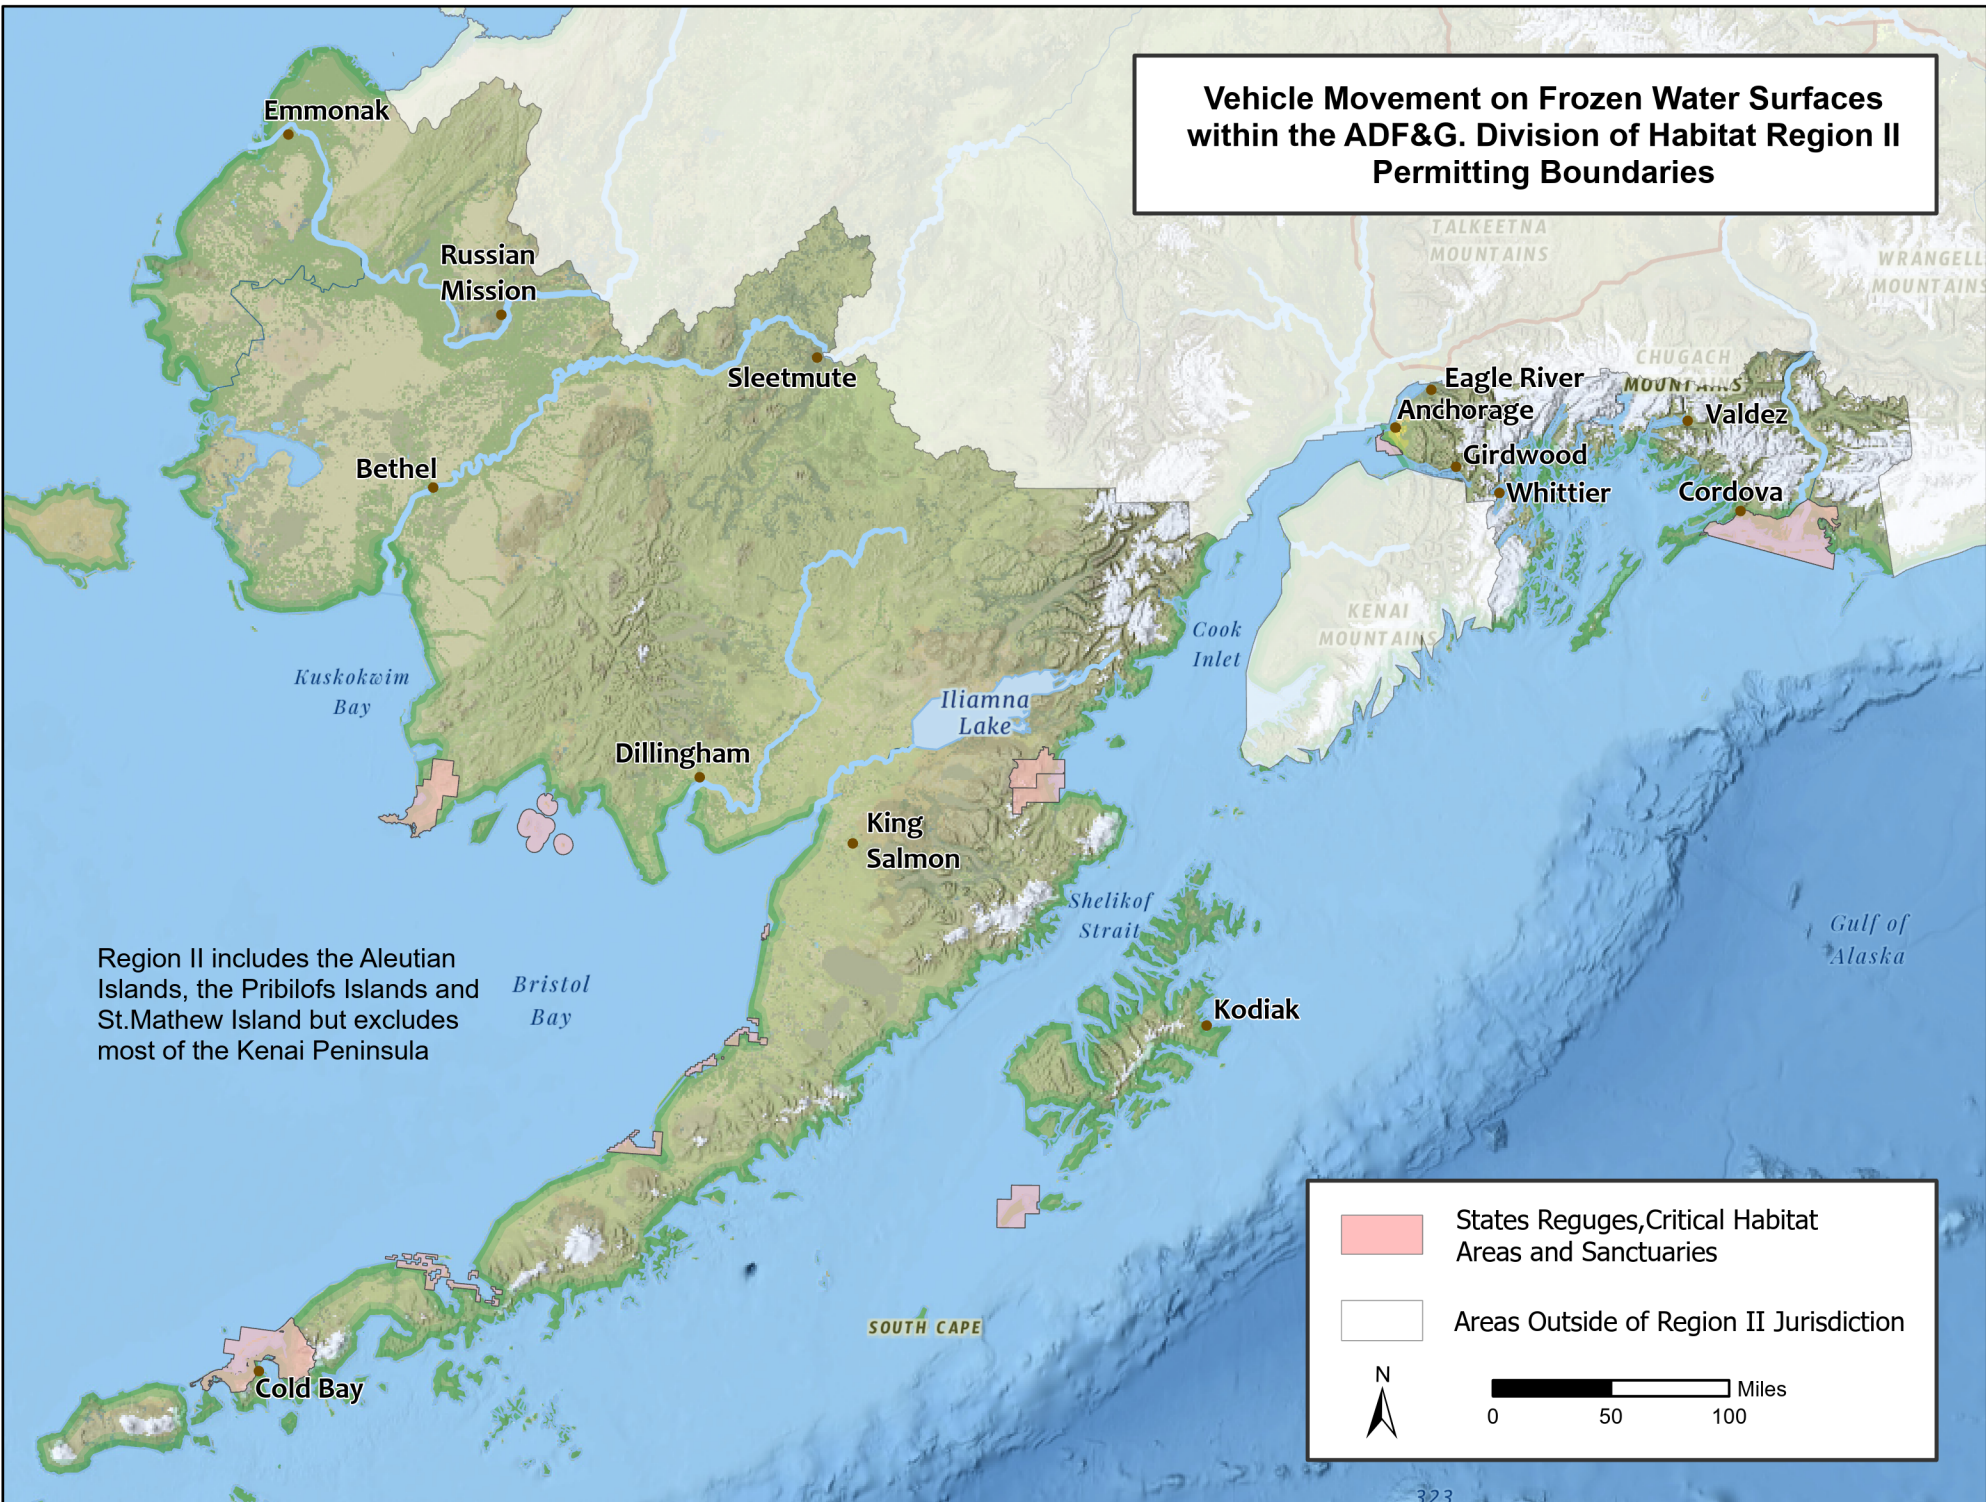 Vehicle Movement on Frozen Water Surfaces
within the ADF&G. Division of Habitat Region II
Permitting Boundaries
Emmonak
Russian
Mission
Sleetmute
Bethel
TALKEETNA
MOUNTAINS
WRANGELL
MOUNTAINS
CHUGACH
MOUNTAINS
Eagle River
Anchorage
Valdez
Girdwood
Whittier
Cordova
KENAI
MOUNTAINS
Cook
Inlet
Kuskokwim
Bay
Iliamna
Lake
Dillingham
King
Salmon
Shelikof
Strait
Gulf of
Alaska
Region II includes the Aleutian
Islands, the Pribilofs Islands and
St.Mathew Island but excludes
most of the Kenai Peninsula
Bristol
Bay
Kodiak
SOUTH CAPE
Cold Bay
States Reguges,Critical Habitat
Areas and Sanctuaries
Areas Outside of Region II Jurisdiction
N
Miles
0 50 100
323